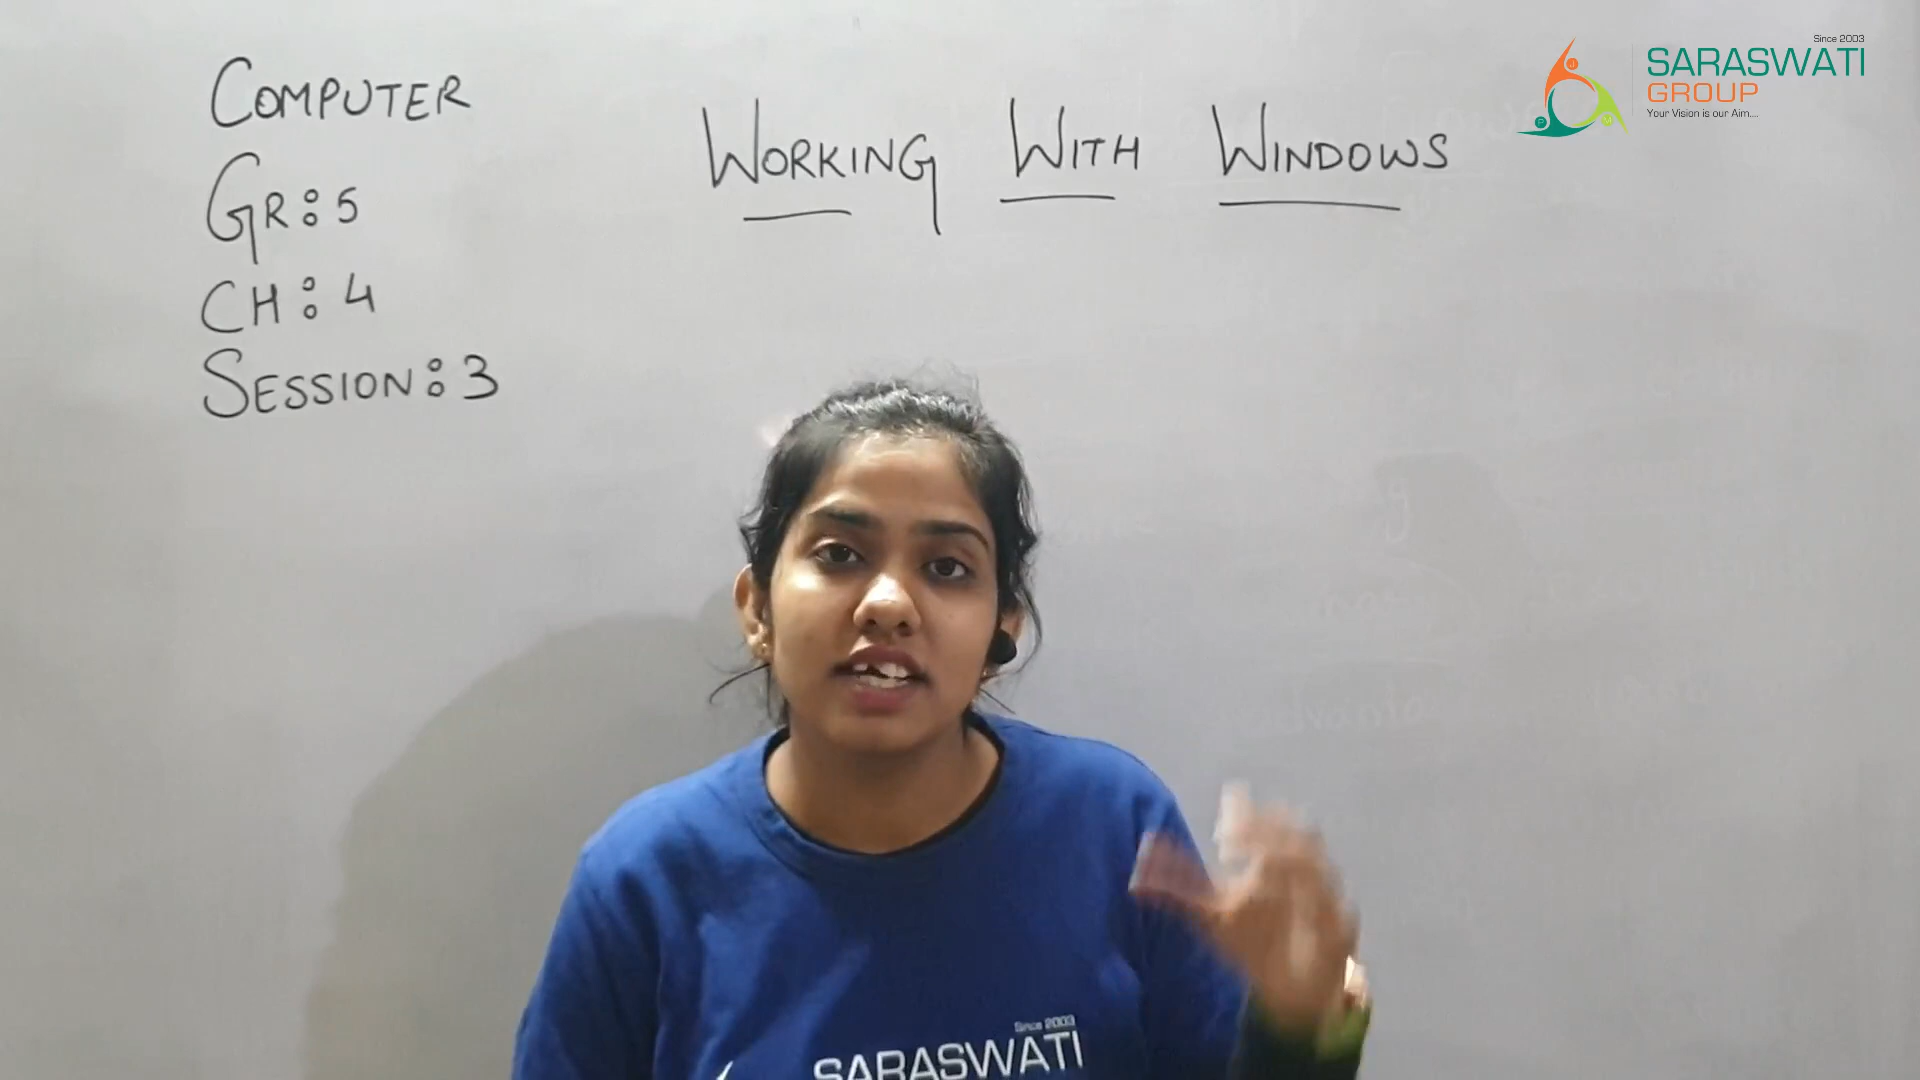 COMPUTER
GR: 5
CH: 4
SESSION: 3
WORKING WITH WINDOWS
Since 2003
SARASWATI
GROUP
Your Vision is our Aim....
Since 2003
SARASWATI